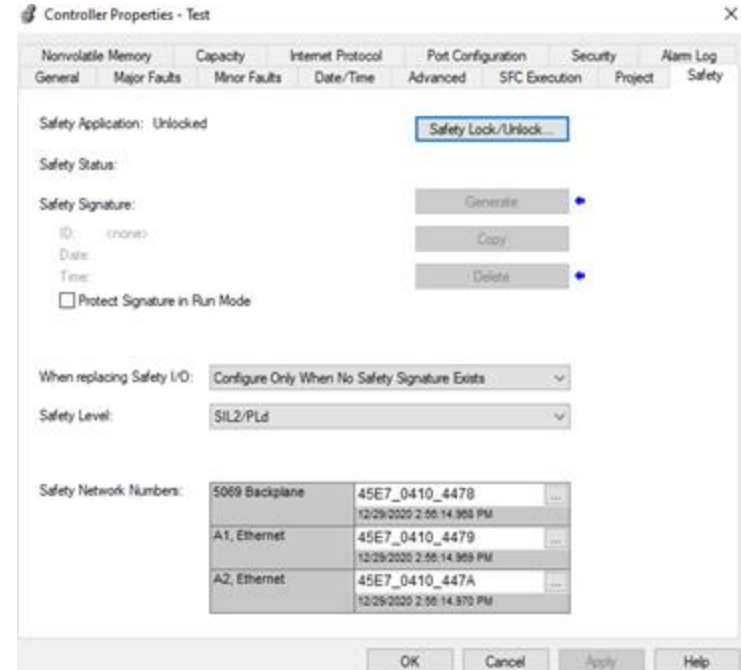 Controller Properties - Test
Nonvolatile Memory Capacity Internet Protocol Port Configuration Security Alarm Log
General Major Faults Minor Faults Date/Time Advanced SFC Execution Project Safety
Safety Application: Unlocked
Safety Lock/Unlock...
Safety Status:
Safety Signature:
Generate
ID: <none>
Copy
Date:
Time:
Delete
Protect Signature in Run Mode
When replacing Safety I/O: Configure Only When No Safety Signature Exists
Safety Level: SIL2/PLd
Safety Network Numbers: 5069 Backplane 45E7_0410_4478 ...
12/29/2020 2:56:14.968 PM
A1, Ethernet 45E7_0410_4479 ...
12/29/2020 2:56:14.969 PM
A2, Ethernet 45E7_0410_447A ...
12/29/2020 2:56:14.970 PM
OK Cancel Apply Help